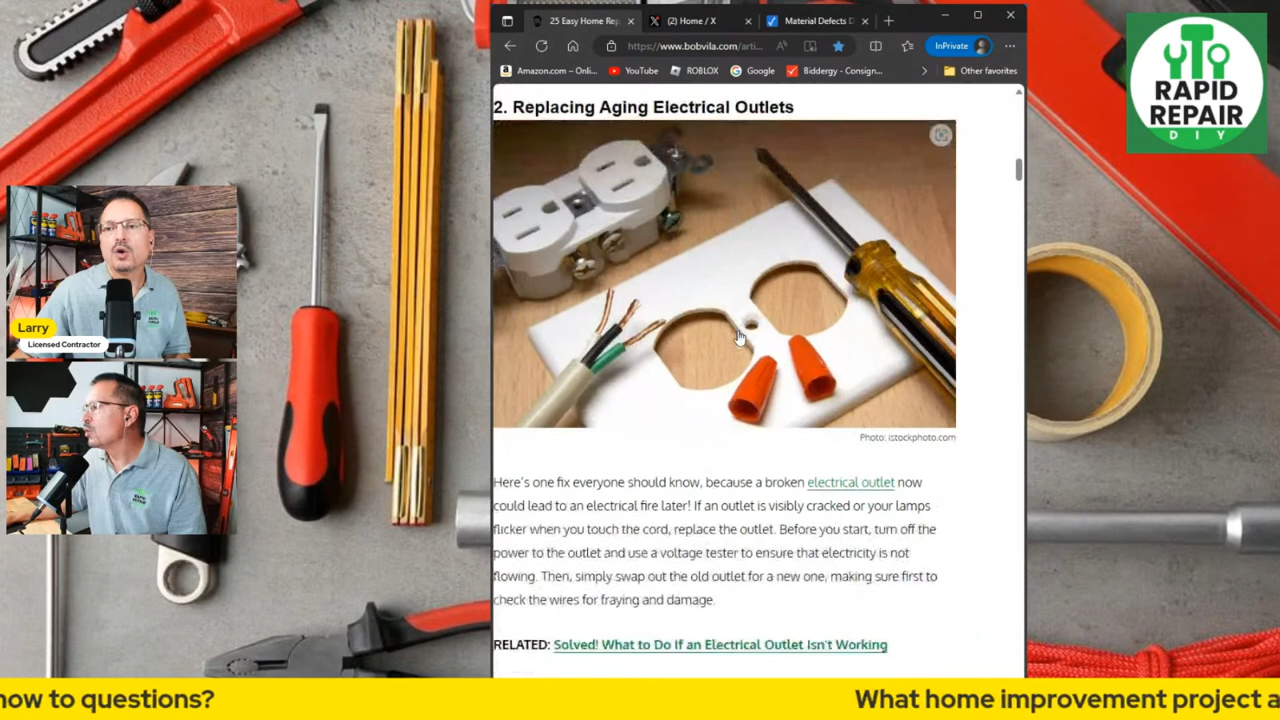 25 Easy Home Rep
(2) Home / X
Material Defects D
https://www.bobvila.com/arti...
InPrivate
Amazon.com – Onli...
YouTube
ROBLOX
Google
Biddergy - Consign...
Other favorites
2. Replacing Aging Electrical Outlets
Photo: istockphoto.com
Here's one fix everyone should know, because a broken electrical outlet now
could lead to an electrical fire later! If an outlet is visibly cracked or your lamps
flicker when you touch the cord, replace the outlet. Before you start, turn off the
power to the outlet and use a voltage tester to ensure that electricity is not
flowing. Then, simply swap out the old outlet for a new one, making sure first to
check the wires for fraying and damage.
RELATED: Solved! What to Do If an Electrical Outlet Isn't Working
RAPID
REPAIR
DIY
Larry
Licensed Contractor
now to questions?
What home improvement project a